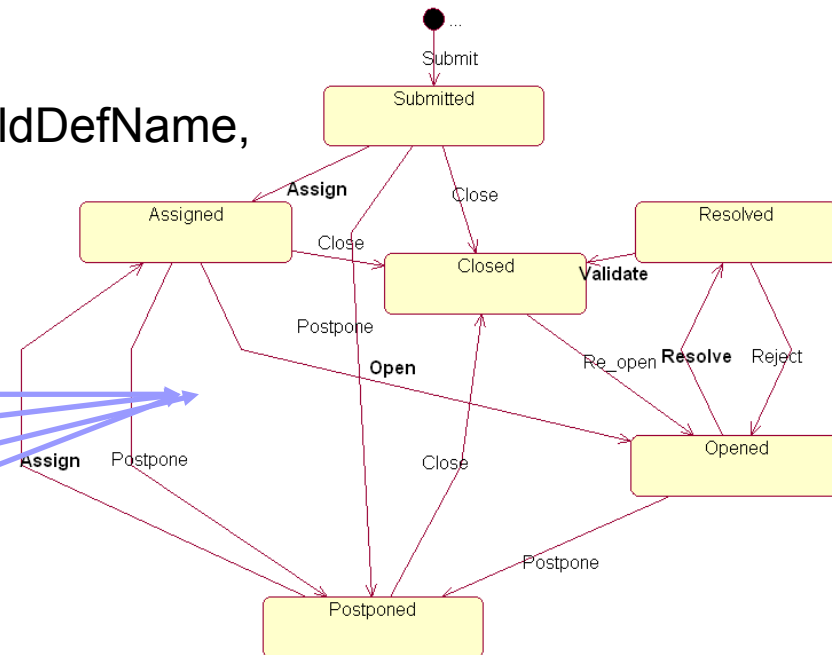 ...
Submit
Submitted
ldDefName,
Assign
Close
Assigned
Resolved
Close
Closed
Validate
Postpone
Open
Re_open
Resolve
Reject
Assign
Postpone
Close
Opened
Postpone
Postponed